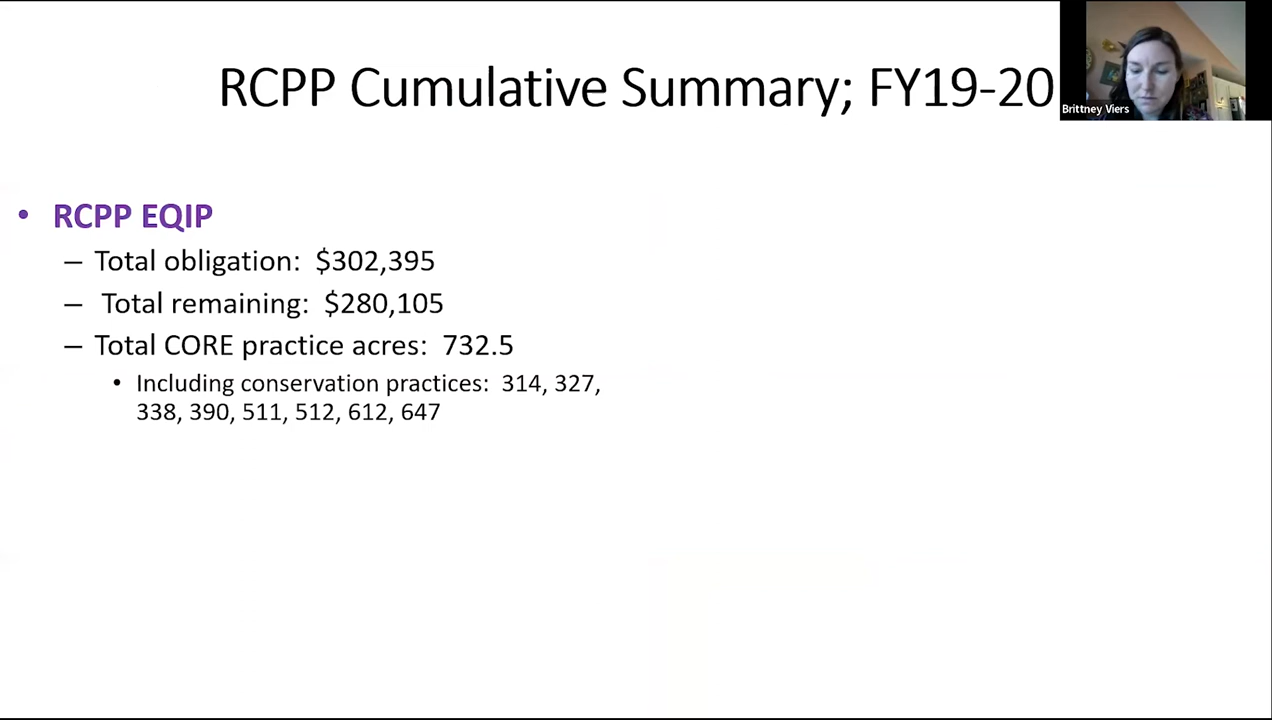 RCPP Cumulative Summary; FY19-20
Brittney Viers
• RCPP EQIP
– Total obligation: $302,395
– Total remaining: $280,105
– Total CORE practice acres: 732.5
• Including conservation practices: 314, 327,
338, 390, 511, 512, 612, 647